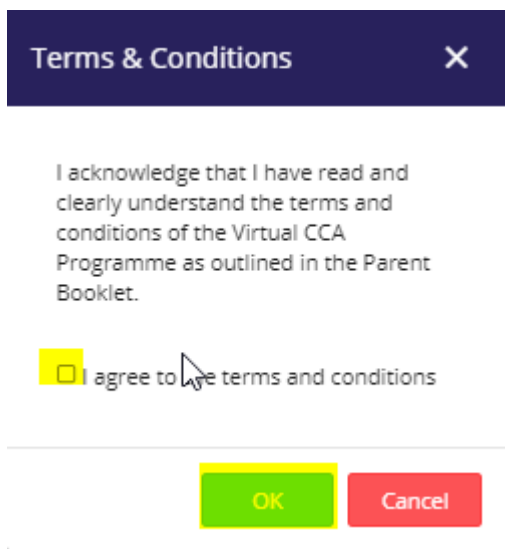 Terms & Conditions
I acknowledge that I have read and
clearly understand the terms and
conditions of the Virtual CCA
Programme as outlined in the Parent
Booklet.
I agree to the terms and conditions
OK Cancel